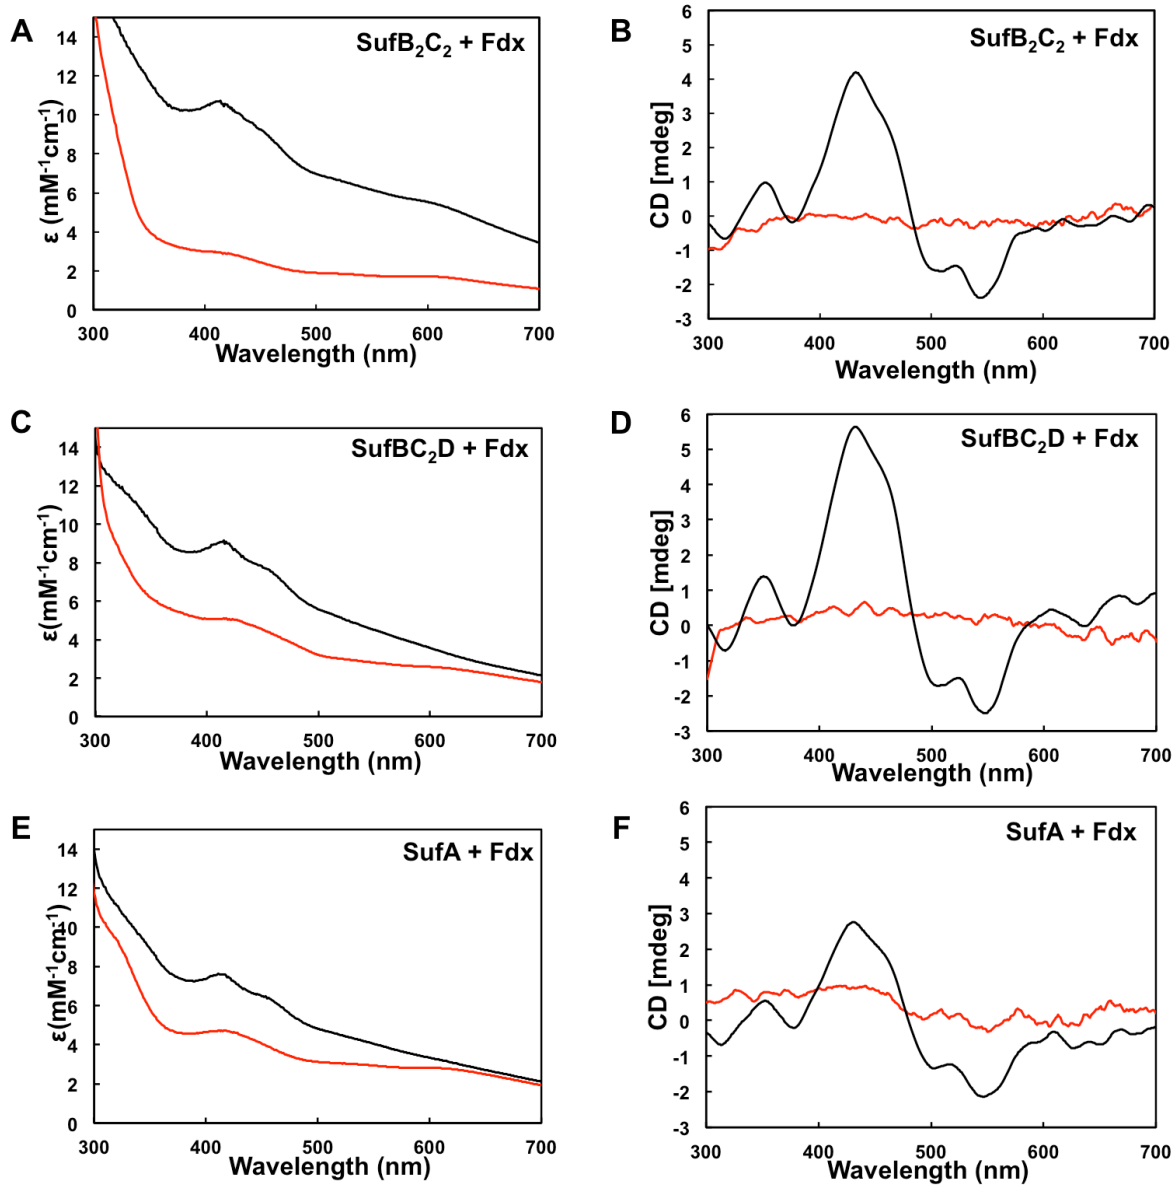 A
SufB₂C₂ + Fdx
ε (mM⁻¹cm⁻¹)
14
12
10
8
6
4
2
0
300 400 500 600 700
Wavelength (nm)
B
SufB₂C₂ + Fdx
CD [mdeg]
6
5
4
3
2
1
0
-1
-2
-3
300 400 500 600 700
Wavelength (nm)
C
SufBC₂D + Fdx
ε(mM⁻¹cm⁻¹)
14
12
10
8
6
4
2
0
300 400 500 600 700
Wavelength (nm)
D
SufBC₂D + Fdx
CD [mdeg]
6
5
4
3
2
1
0
-1
-2
-3
300 400 500 600 700
Wavelength (nm)
E
SufA + Fdx
ε(mM⁻¹cm⁻¹)
14
12
10
8
6
4
2
0
300 400 500 600 700
Wavelength (nm)
F
SufA + Fdx
CD [mdeg]
6
5
4
3
2
1
0
-1
-2
-3
300 400 500 600 700
Wavelength (nm)